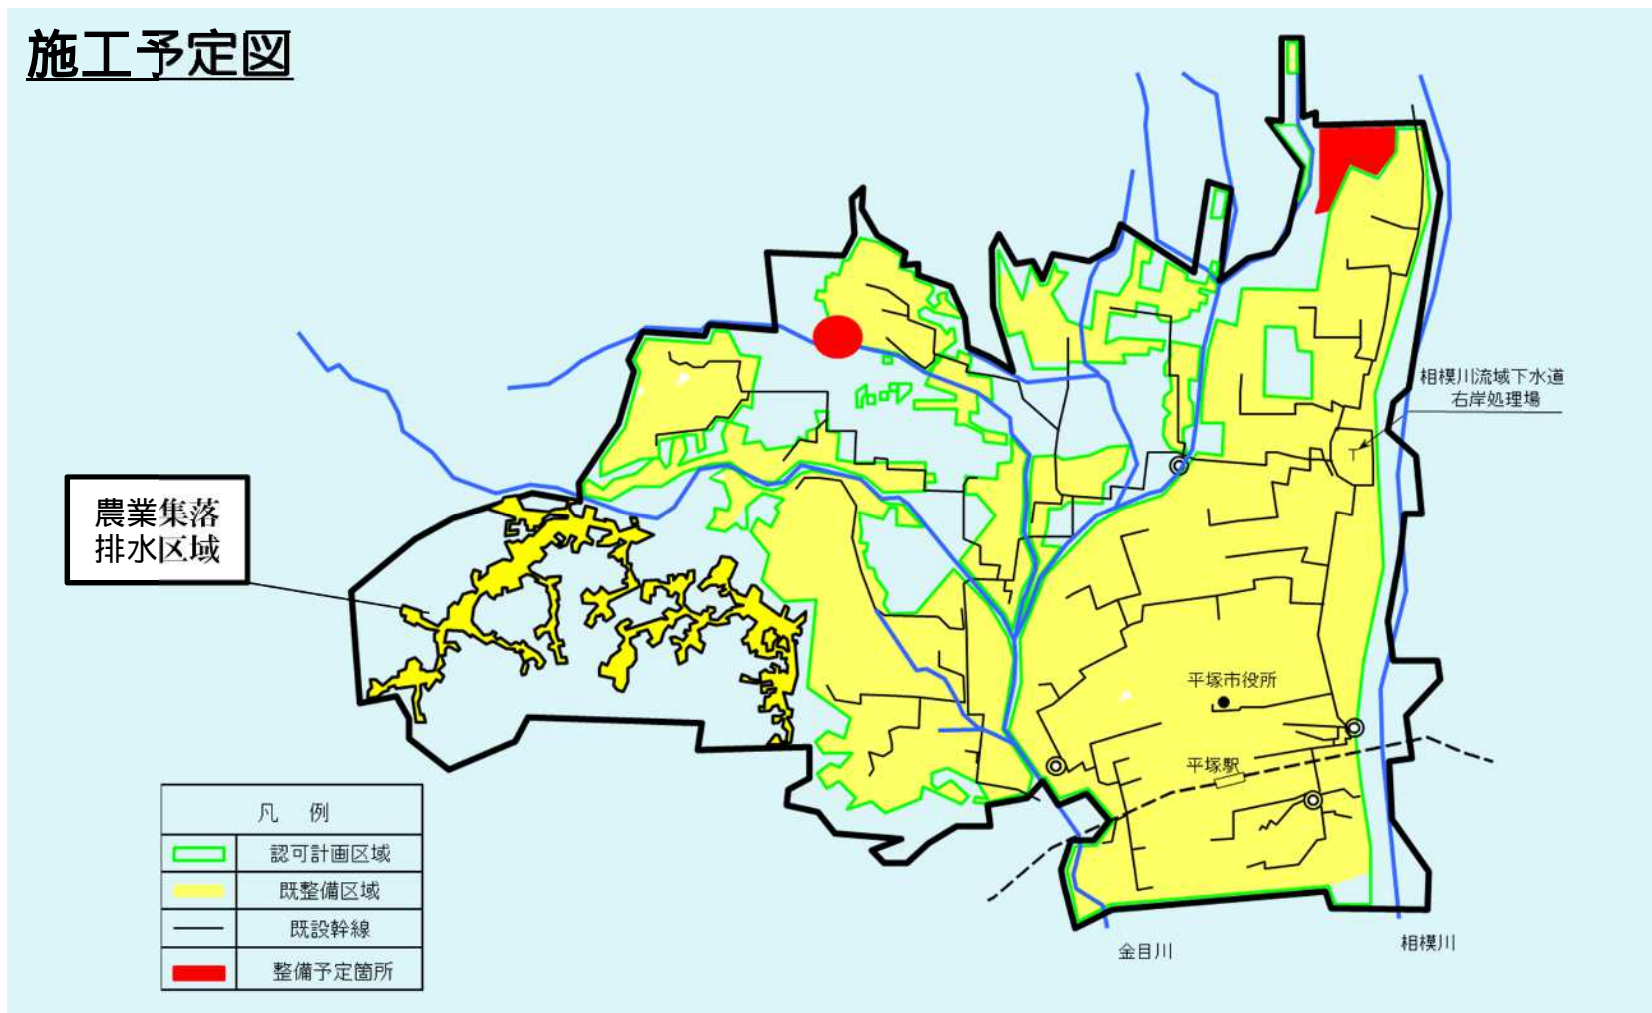 施工予定図
相模川流域下水道
右岸処理場
農業集落
排水区域
平塚市役所
平塚駅
凡 例
認可計画区域
既整備区域
既設幹線
整備予定箇所
金目川
相模川
T